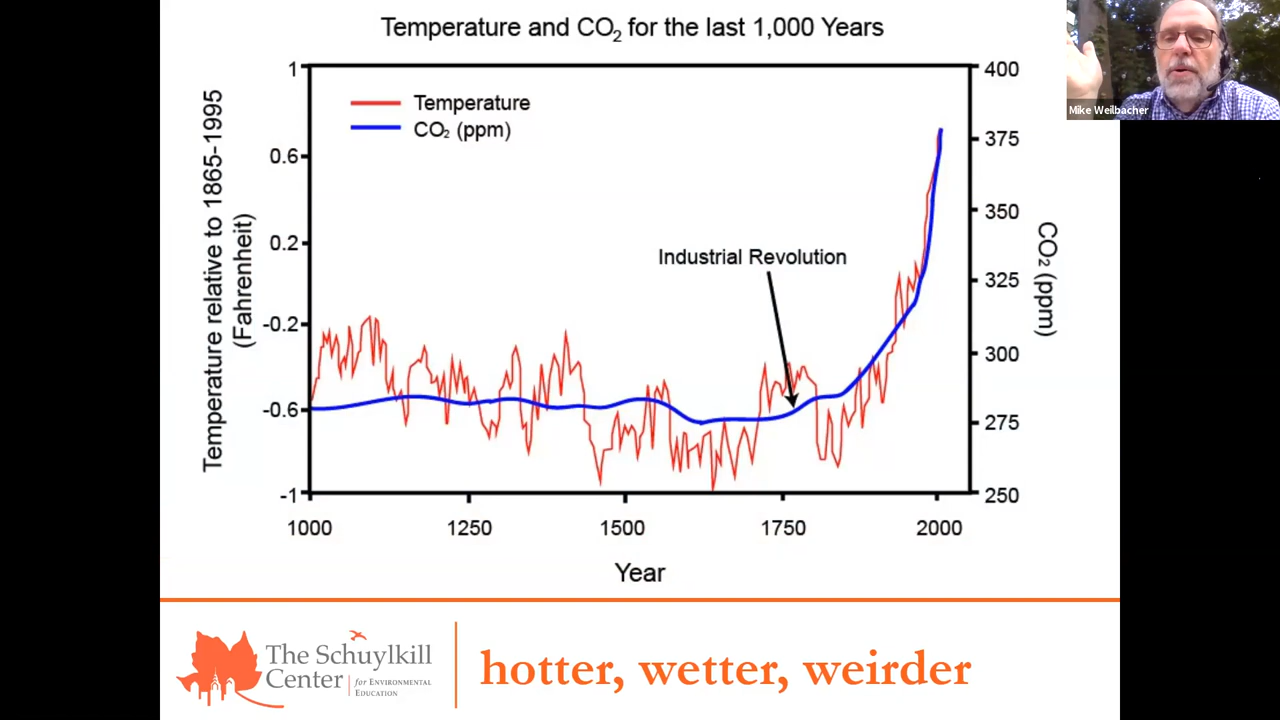 Temperature and CO₂ for the last 1,000 Years
Mike Weilbacher
Temperature
CO₂ (ppm)
1
0.6
0.2
-0.2
-0.6
-1
Temperature relative to 1865-1995
(Fahrenheit)
Industrial Revolution
400
375
350
325
300
275
250
CO₂ (ppm)
1000 1250 1500 1750 2000
Year
The Schuylkill
Center for ENVIRONMENTAL
EDUCATION
hotter, wetter, weirder